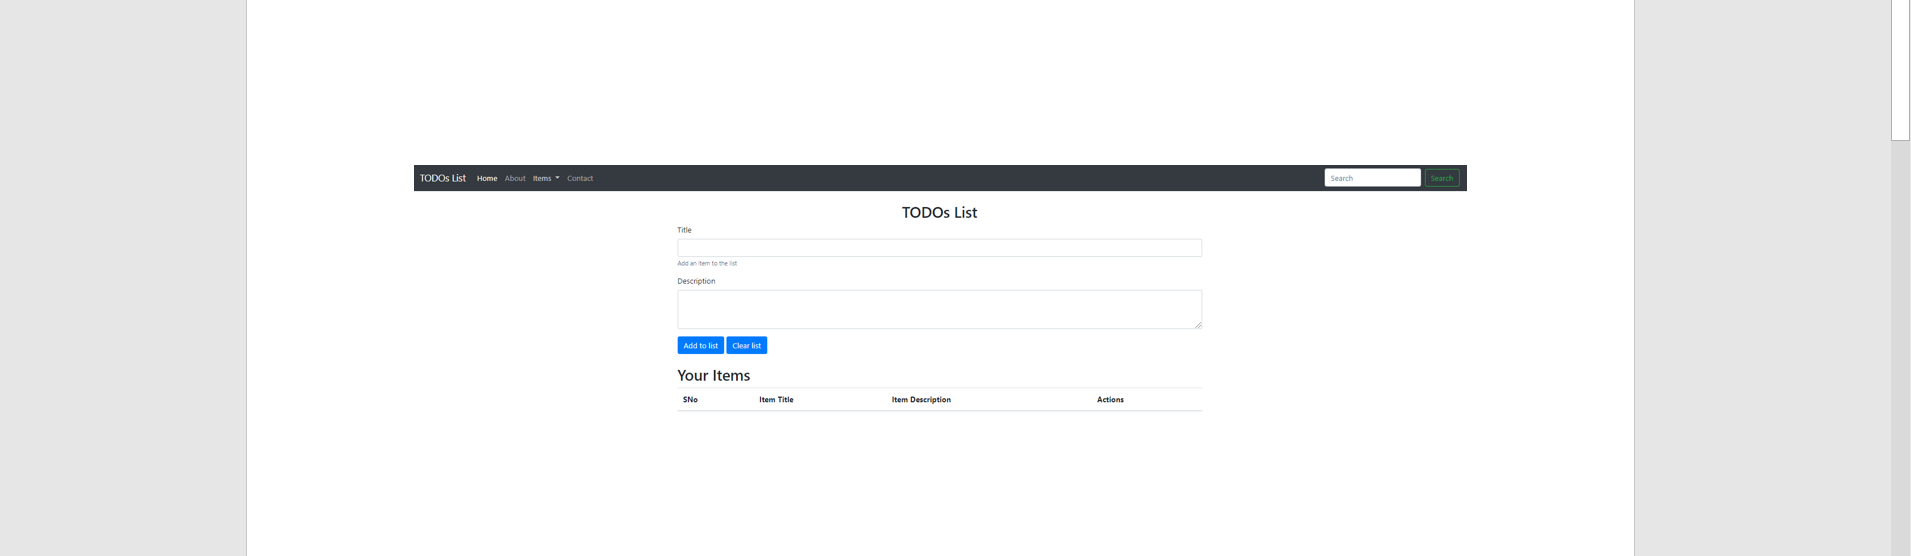 TODOs List Home About Items Contact Search Search
TODOs List
Title
Add an item to the list
Description
Add to list Clear list
Your Items
SNo Item Title Item Description Actions